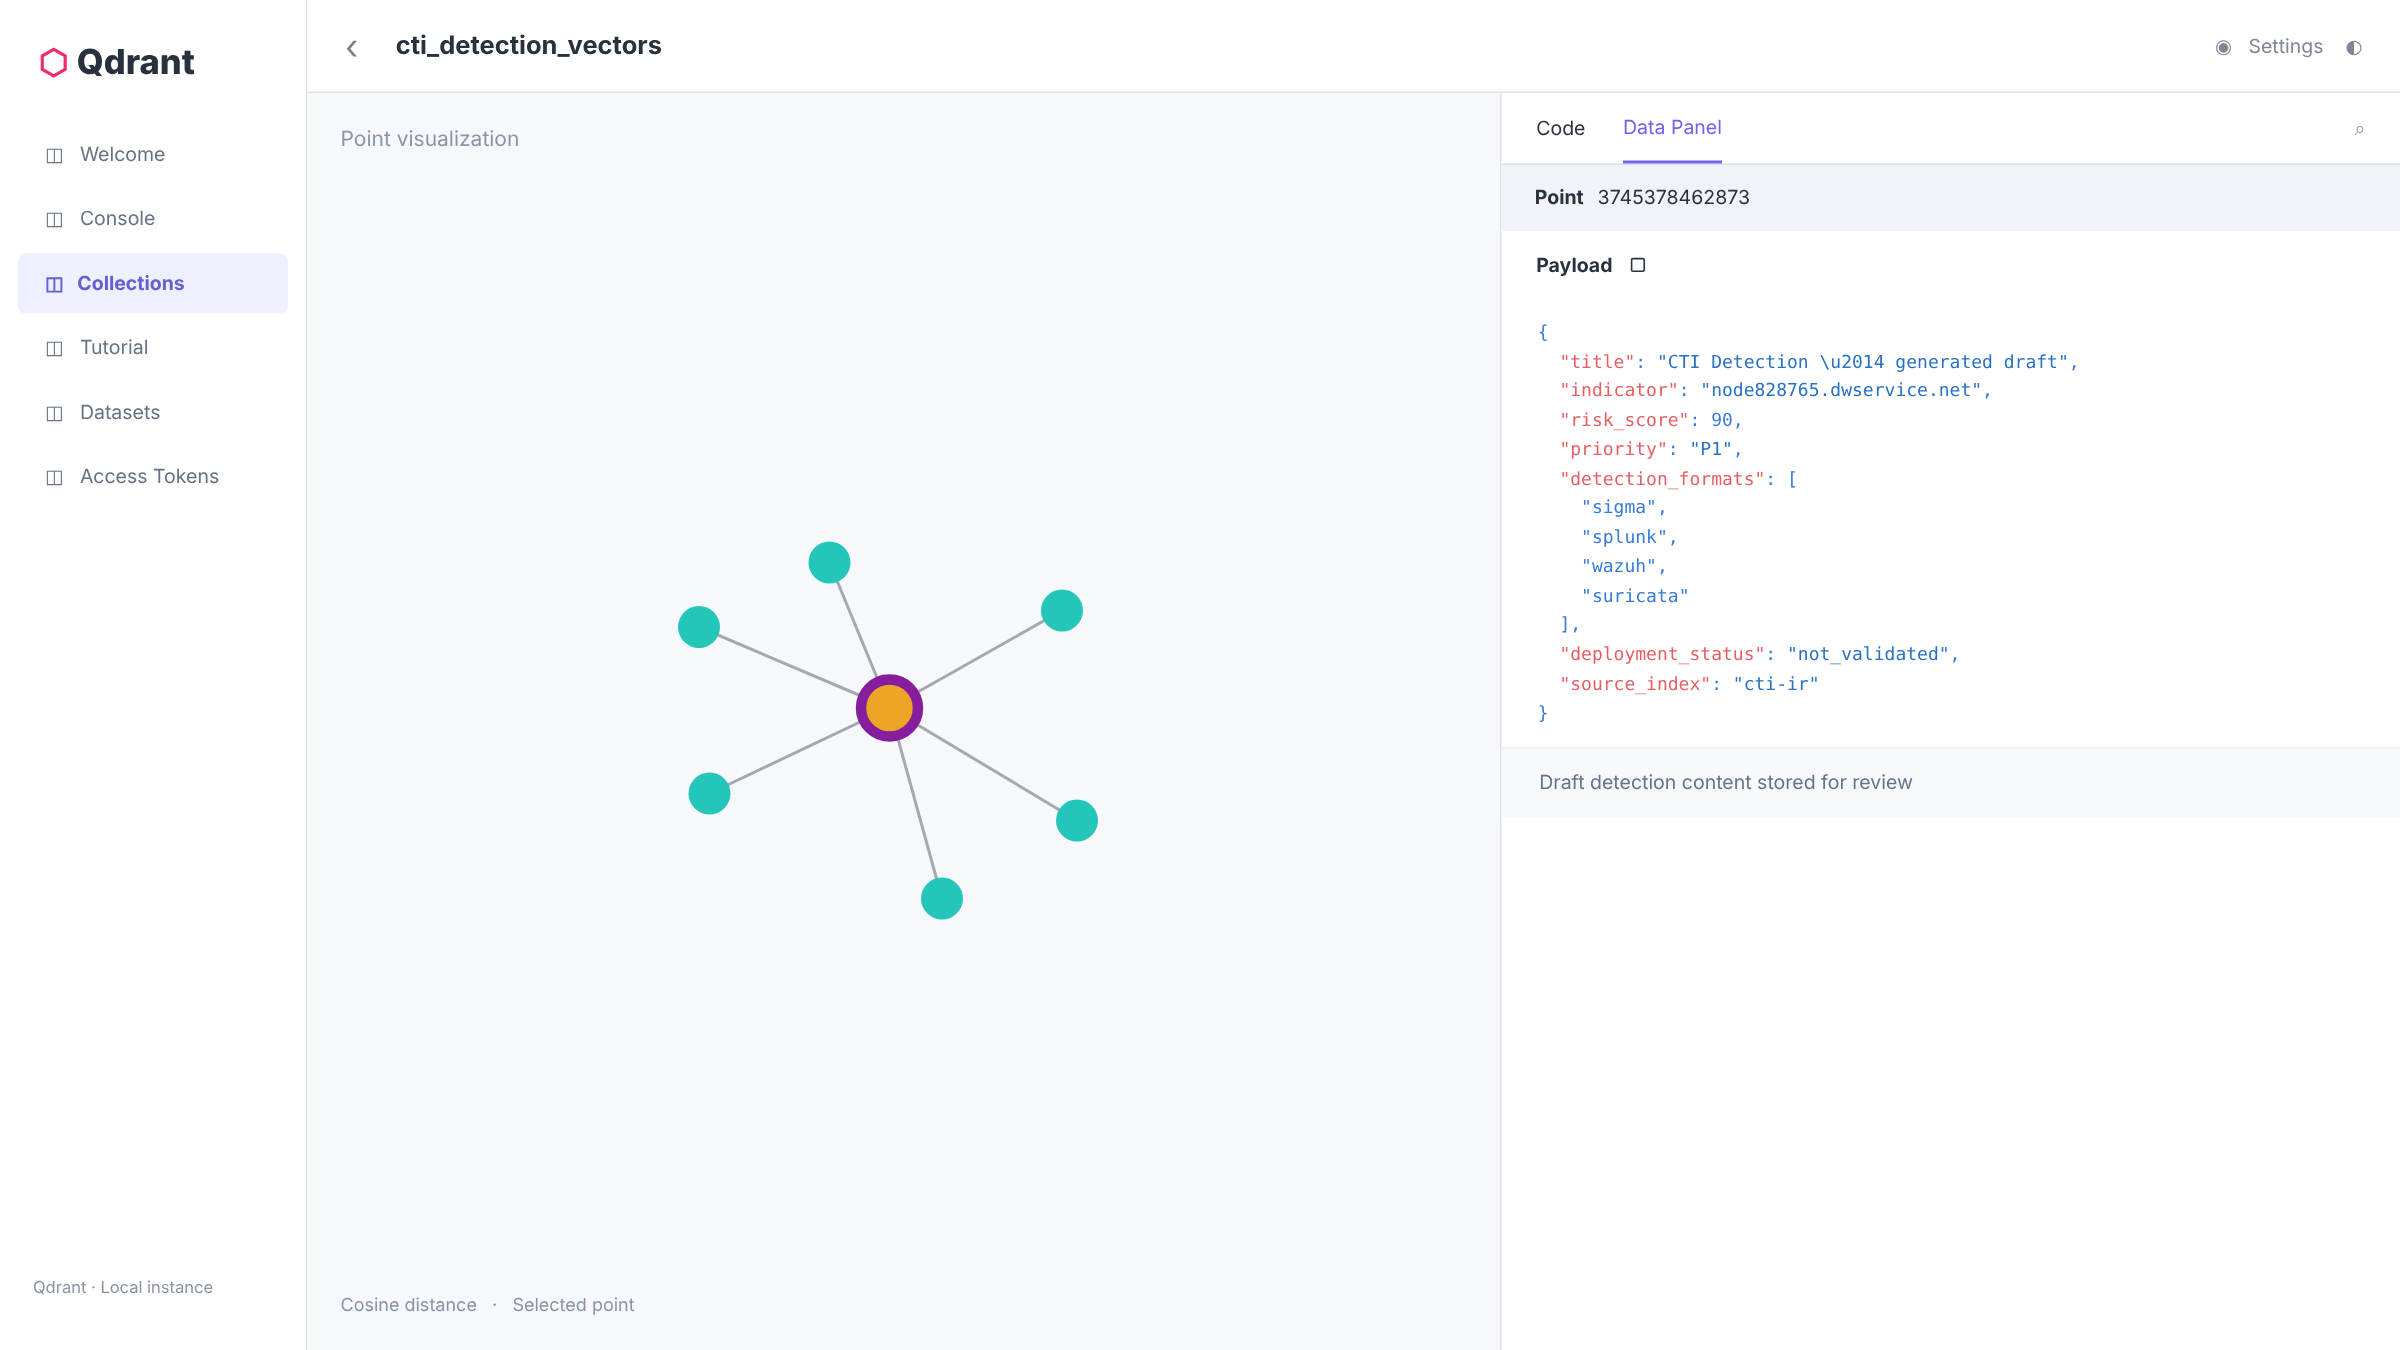 Qdrant
Welcome
Console
Collections
Tutorial
Datasets
Access Tokens
Qdrant · Local instance
cti_detection_vectors
Settings
Point visualization
Cosine distance · Selected point
Code Data Panel
Point 3745378462873
Payload
{
  "title": "CTI Detection \u2014 generated draft",
  "indicator": "node828765.dwservice.net",
  "risk_score": 90,
  "priority": "P1",
  "detection_formats": [
    "sigma",
    "splunk",
    "wazuh",
    "suricata"
  ],
  "deployment_status": "not_validated",
  "source_index": "cti-ir"
}
Draft detection content stored for review